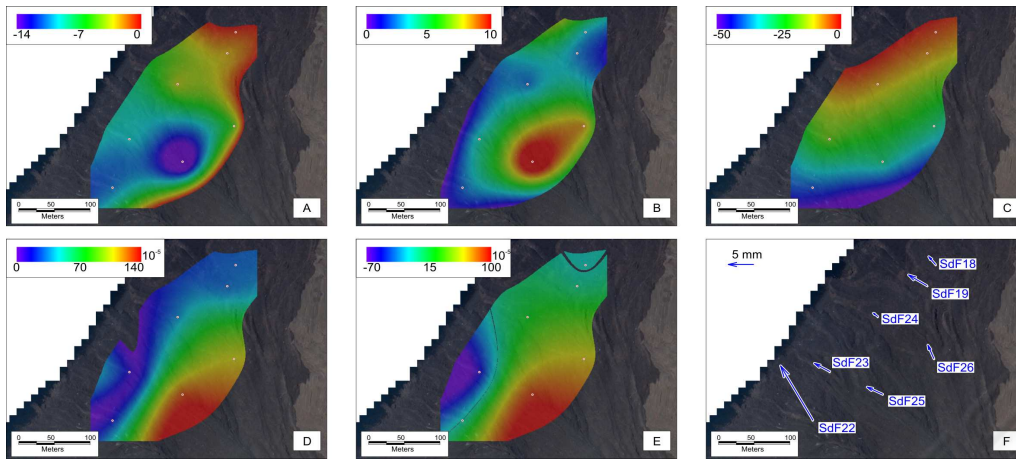 -14 -7 0
0 50 100
Meters
A
0 5 10
0 50 100
Meters
B
-50 -25 0
0 50 100
Meters
C
0 70 140 10-5
0 50 100
Meters
D
-70 15 100 10-5
0 50 100
Meters
E
5 mm
SdF18
SdF19
SdF24
SdF26
SdF23
SdF25
SdF22
0 50 100
Meters
F